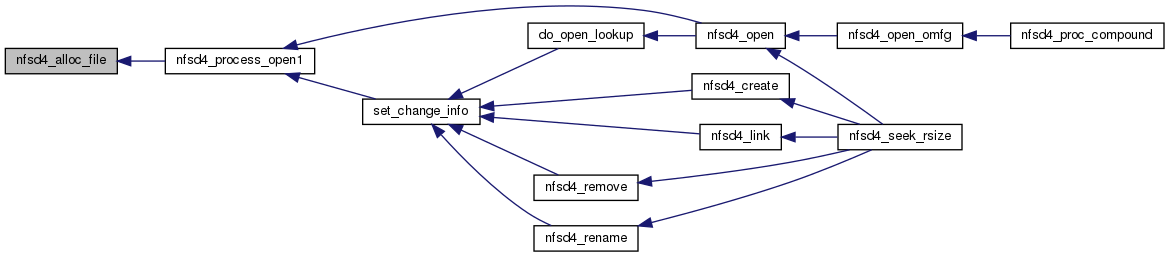 nfsd4_alloc_file
nfsd4_process_open1
set_change_info
do_open_lookup
nfsd4_open
nfsd4_open_omfg
nfsd4_proc_compound
nfsd4_create
nfsd4_link
nfsd4_seek_rsize
nfsd4_remove
nfsd4_rename